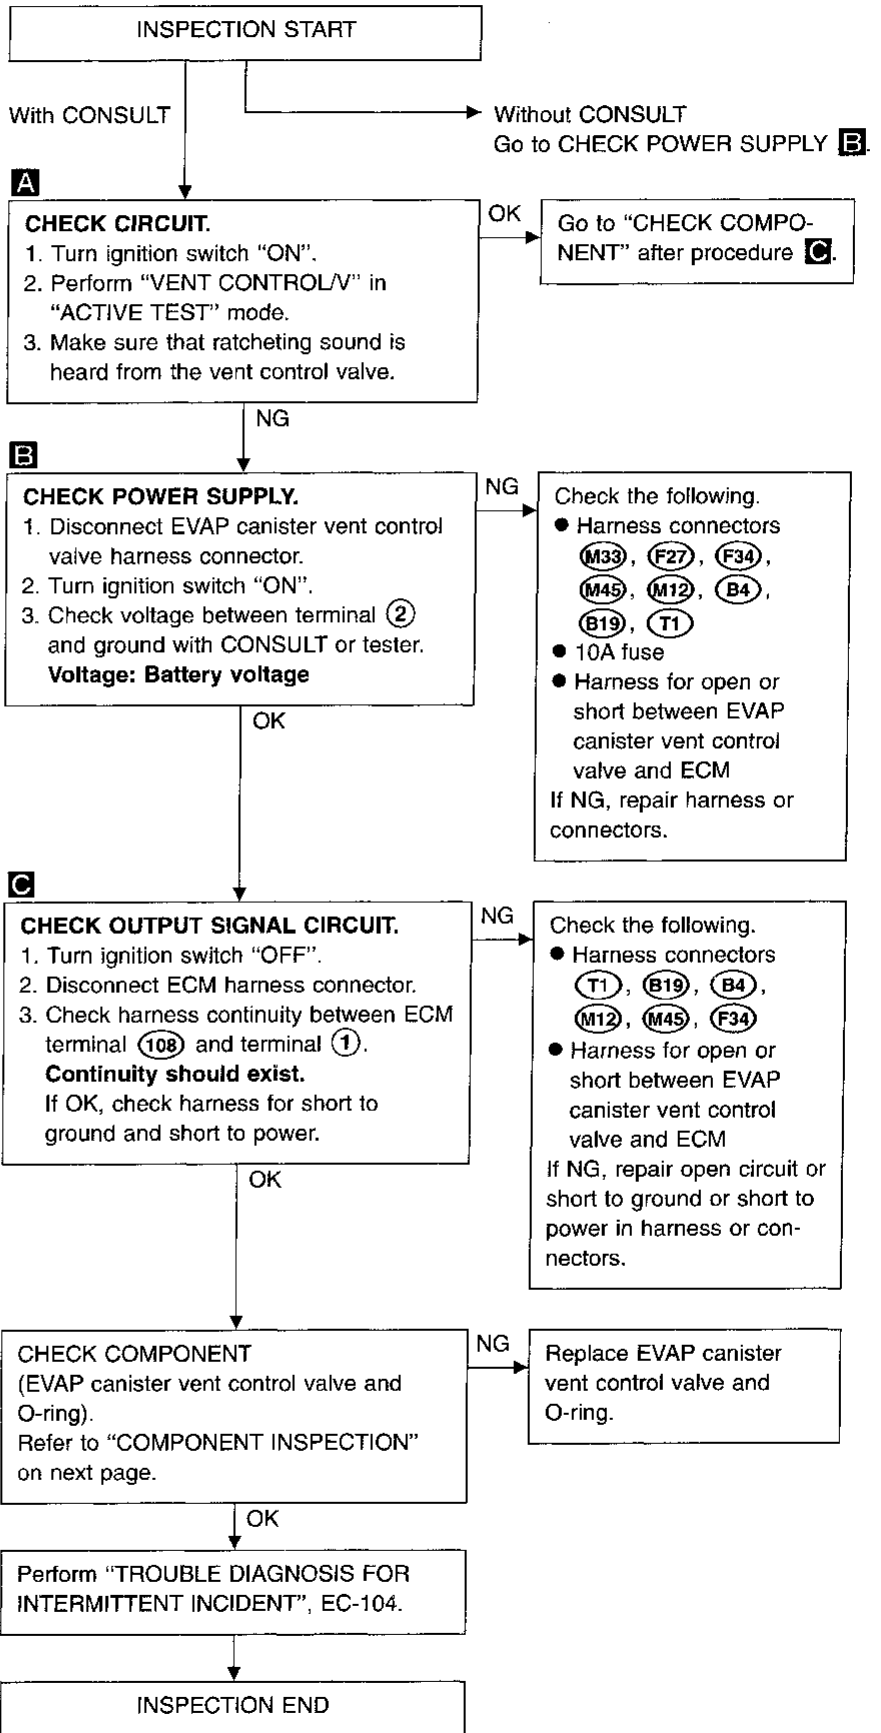 INSPECTION START
With CONSULT
Without CONSULT
Go to CHECK POWER SUPPLY B.
A
CHECK CIRCUIT.
1. Turn ignition switch “ON”.
2. Perform “VENT CONTROL/V” in
“ACTIVE TEST” mode.
3. Make sure that ratcheting sound is
heard from the vent control valve.
OK
Go to “CHECK COMPO-
NENT” after procedure C.
NG
B
CHECK POWER SUPPLY.
1. Disconnect EVAP canister vent control
valve harness connector.
2. Turn ignition switch “ON”.
3. Check voltage between terminal 2
and ground with CONSULT or tester.
Voltage: Battery voltage
NG
Check the following.
● Harness connectors
M33, F27, F34,
M45, M12, B4,
B19, T1
● 10A fuse
● Harness for open or
short between EVAP
canister vent control
valve and ECM
If NG, repair harness or
connectors.
OK
C
CHECK OUTPUT SIGNAL CIRCUIT.
1. Turn ignition switch “OFF”.
2. Disconnect ECM harness connector.
3. Check harness continuity between ECM
terminal 108 and terminal 1.
Continuity should exist.
If OK, check harness for short to
ground and short to power.
NG
Check the following.
● Harness connectors
T1, B19, B4,
M12, M45, F34
● Harness for open or
short between EVAP
canister vent control
valve and ECM
If NG, repair open circuit or
short to ground or short to
power in harness or con-
nectors.
OK
CHECK COMPONENT
(EVAP canister vent control valve and
O-ring).
Refer to “COMPONENT INSPECTION”
on next page.
NG
Replace EVAP canister
vent control valve and
O-ring.
OK
Perform “TROUBLE DIAGNOSIS FOR
INTERMITTENT INCIDENT”, EC-104.
INSPECTION END